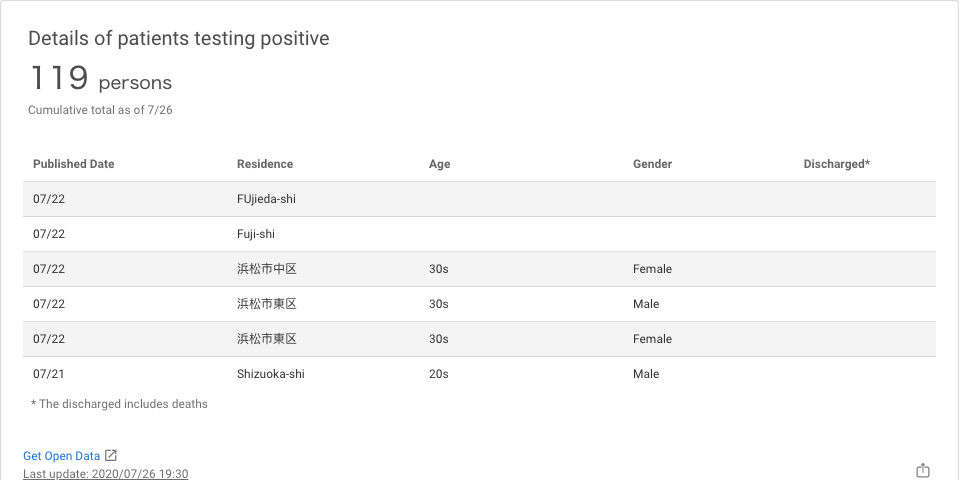 Details of patients testing positive
119 persons
Cumulative total as of 7/26
Published Date Residence Age Gender Discharged*
07/22 FUjieda-shi
07/22 Fuji-shi
07/22 浜松市中区 30s Female
07/22 浜松市東区 30s Male
07/22 浜松市東区 30s Female
07/21 Shizuoka-shi 20s Male
* The discharged includes deaths
Get Open Data
Last update: 2020/07/26 19:30